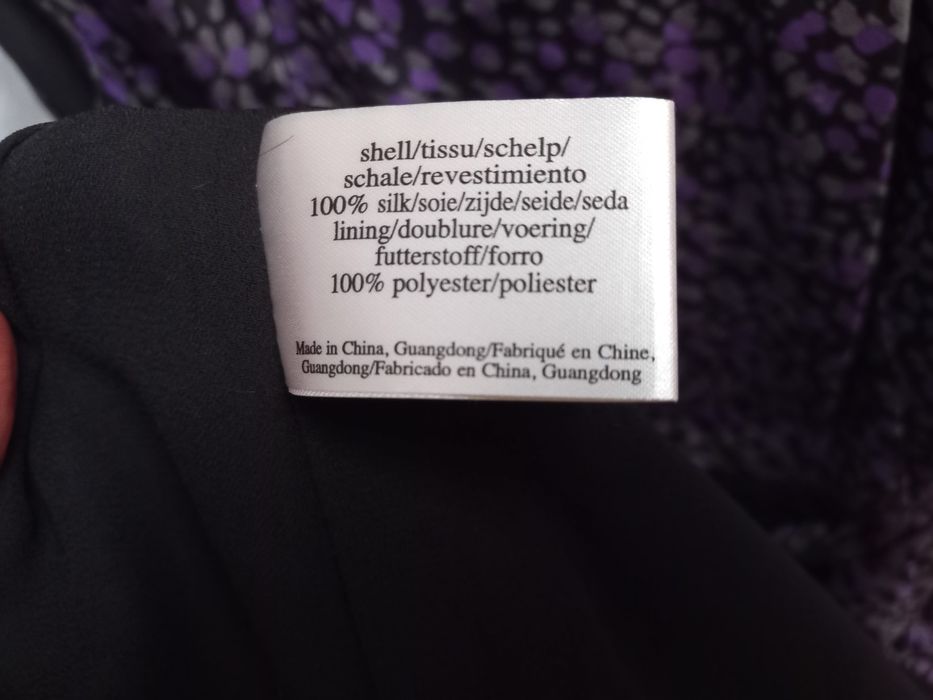 shell/tissu/schelp/
schale/revestimiento
100% silk/soie/zijde/seide/seda
lining/doublure/voering/
futterstoff/forro
100% polyester/poliester
Made in China, Guangdong/Fabriqué en Chine,
Guangdong/Fabricado en China, Guangdong